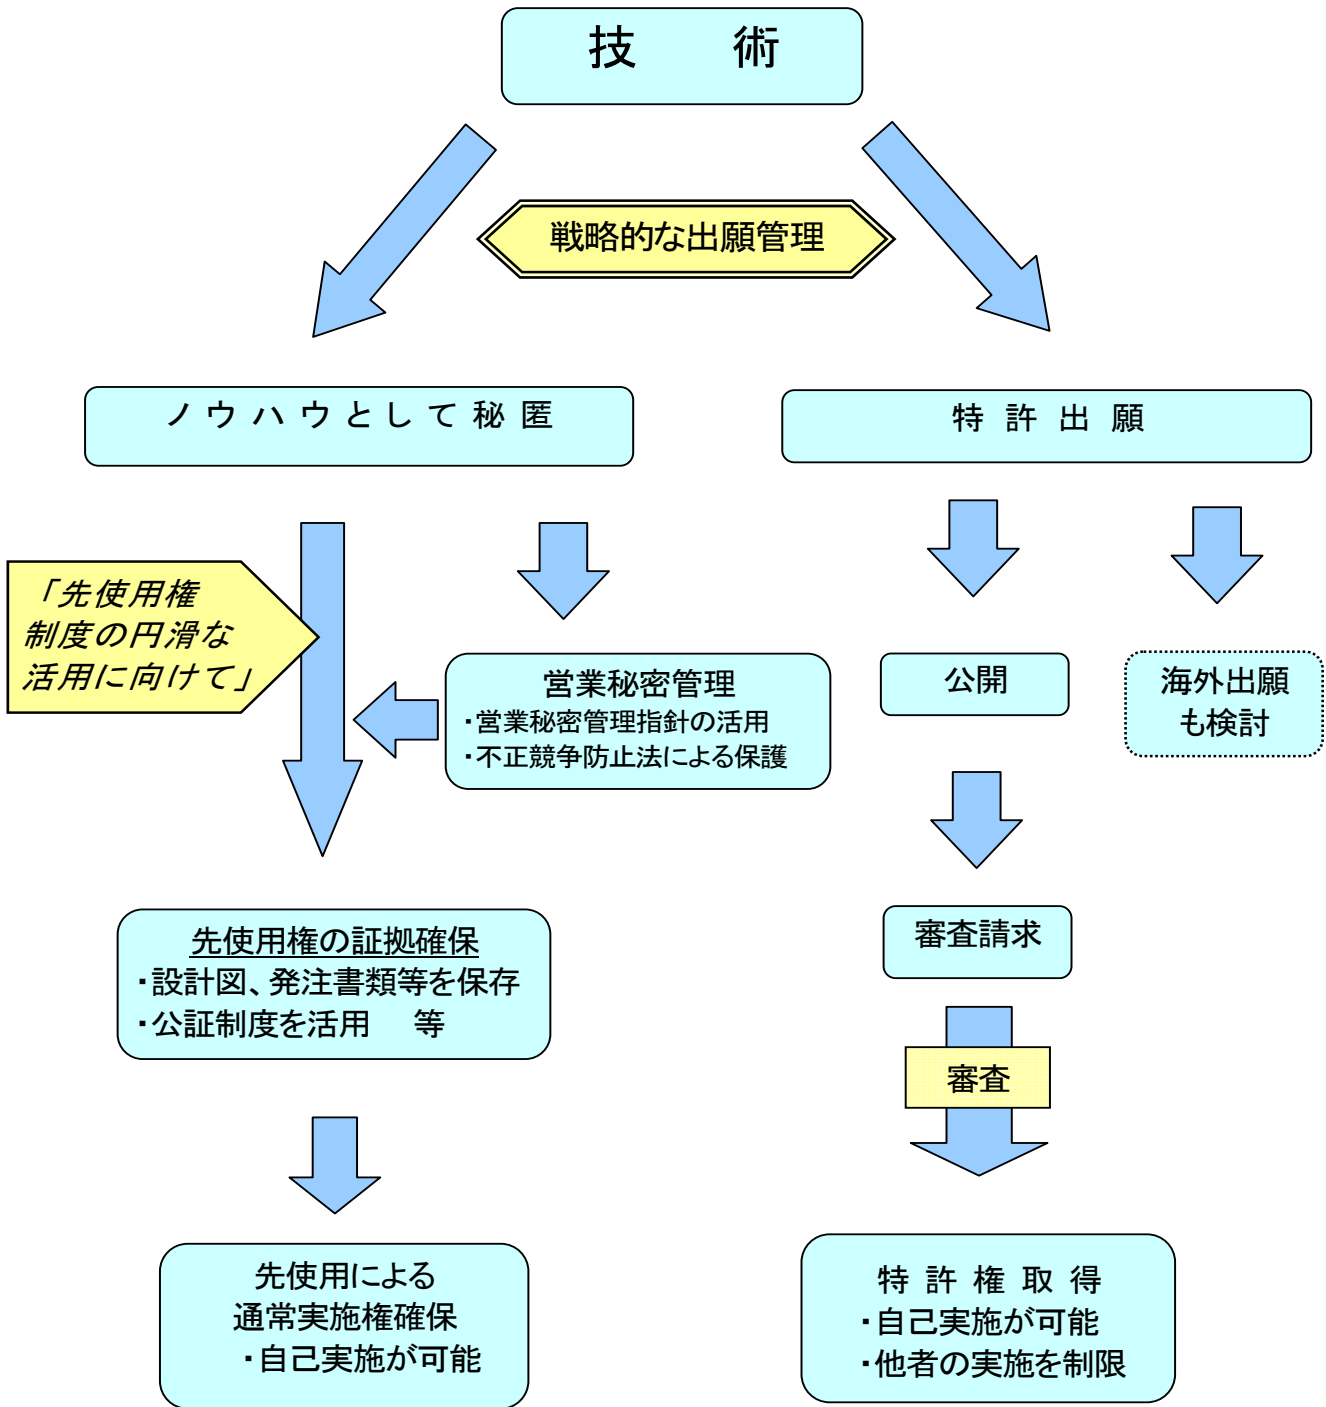 技　　術
戦略的な出願管理
ノウハウとして秘匿
特許出願
「先使用権
制度の円滑な
活用に向けて」
営業秘密管理
・営業秘密管理指針の活用
・不正競争防止法による保護
公開
海外出願
も検討
先使用権の証拠確保
・設計図、発注書類等を保存
・公証制度を活用　等
審査請求
審査
先使用による
通常実施権確保
・自己実施が可能
特許権取得
・自己実施が可能
・他者の実施を制限